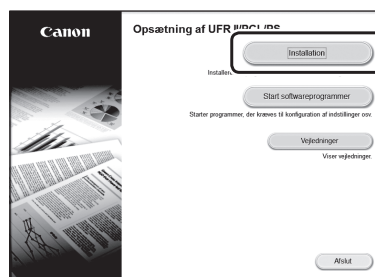 Canon
Opsætning af UFR II/PCL/PS
Installation
Start softwareprogrammer
Starter programmer, der kræves til konfiguration af indstillinger osv.
Vejledninger
Viser vejledninger.
Afslut